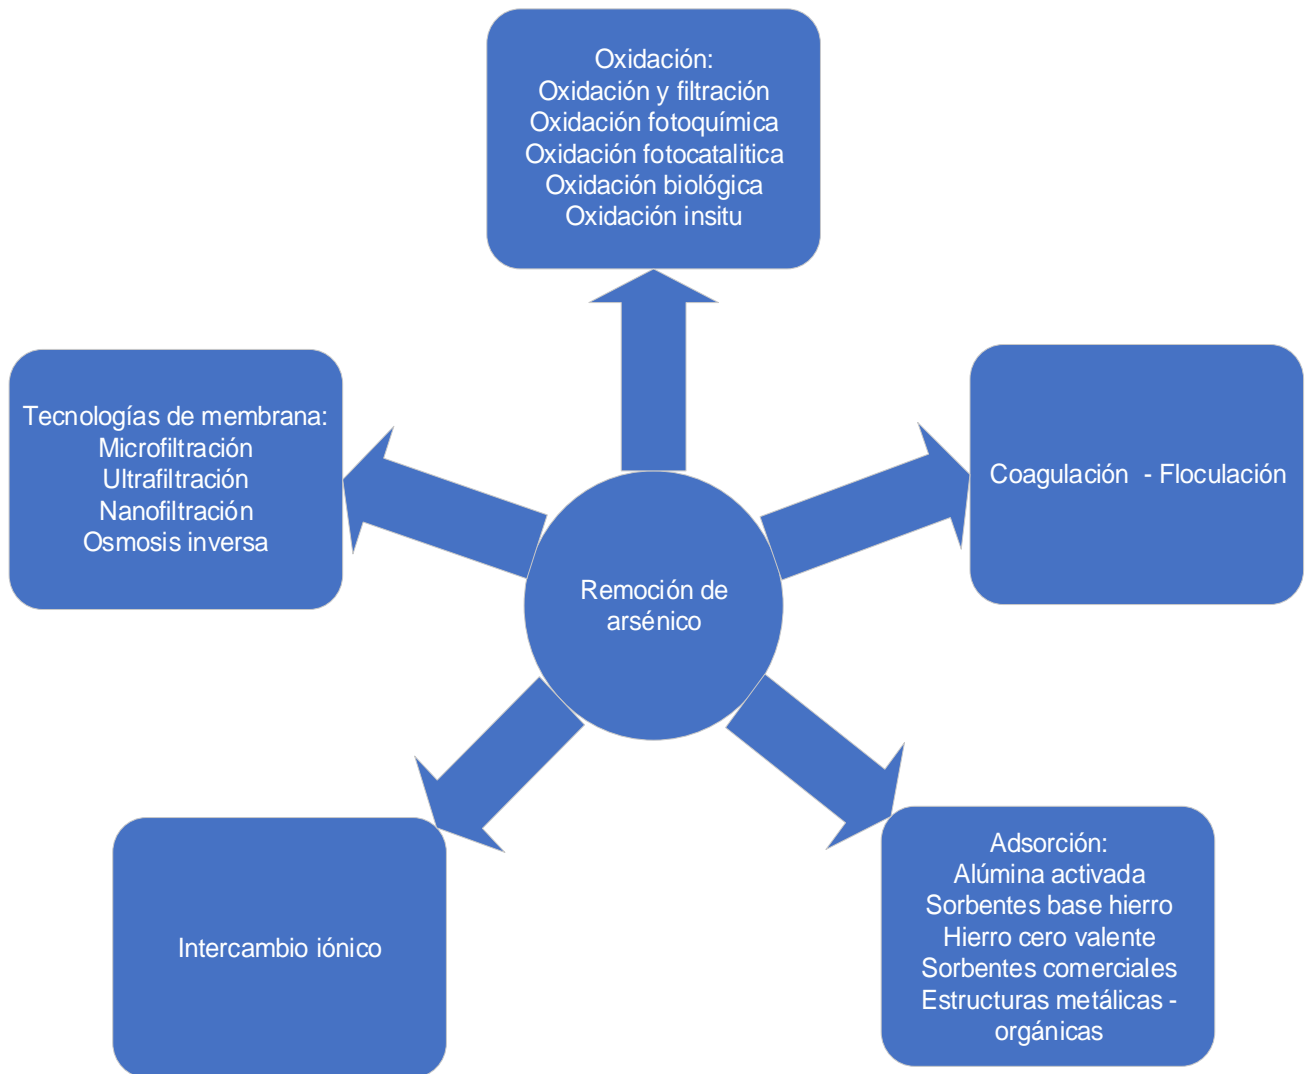 Oxidación:
Oxidación y filtración
Oxidación fotoquímica
Oxidación fotocatalitica
Oxidación biológica
Oxidación insitu
Tecnologías de membrana:
Microfiltración
Ultrafiltración
Nanofiltración
Osmosis inversa
Coagulación - Floculación
Remoción de
arsénico
Intercambio iónico
Adsorción:
Alúmina activada
Sorbentes base hierro
Hierro cero valente
Sorbentes comerciales
Estructuras metálicas -
orgánicas